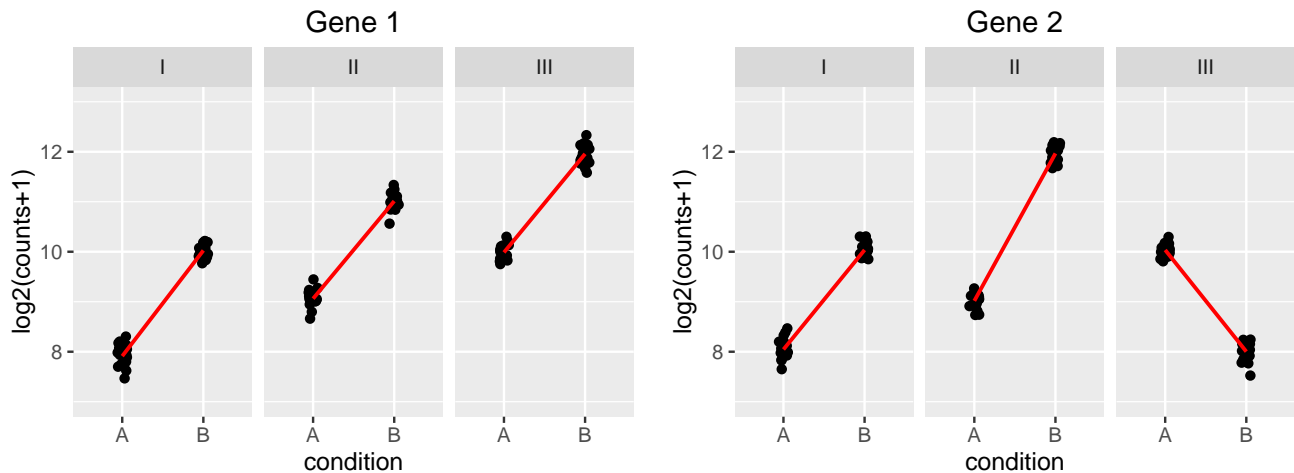 Gene 1
I II III
12
10
8
log2(counts+1)
A B A B A B
condition
Gene 2
I II III
12
10
8
log2(counts+1)
A B A B A B
condition